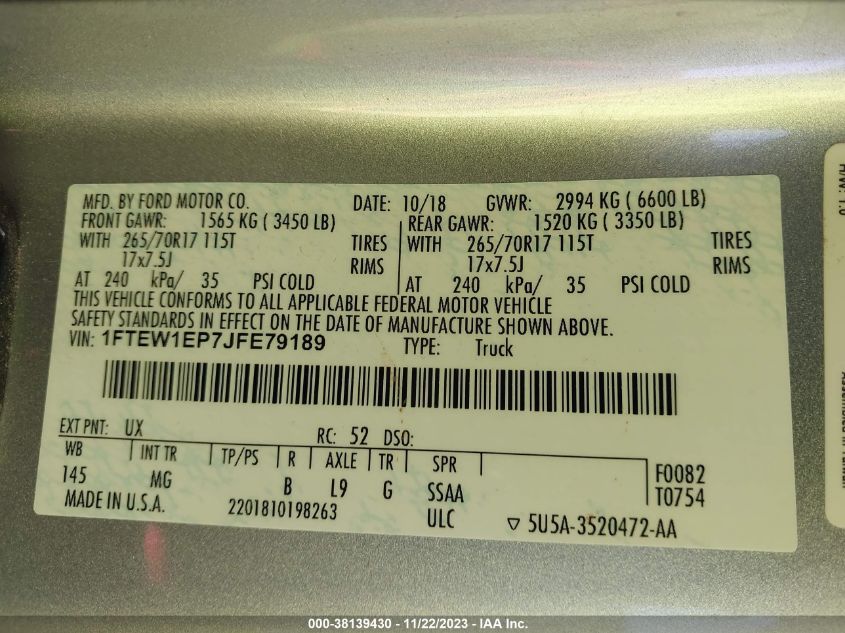 MFD. BY FORD MOTOR CO. DATE: 10/18 GVWR: 2994 KG ( 6600 LB)
FRONT GAWR: 1565 KG ( 3450 LB) REAR GAWR: 1520 KG ( 3350 LB)
WITH 265/70R17 115T TIRES WITH 265/70R17 115T TIRES
17x7.5J RIMS 17x7.5J RIMS
AT 240 kPa/ 35 PSI COLD AT 240 kPa/ 35 PSI COLD
THIS VEHICLE CONFORMS TO ALL APPLICABLE FEDERAL MOTOR VEHICLE
SAFETY STANDARDS IN EFFECT ON THE DATE OF MANUFACTURE SHOWN ABOVE.
VIN: 1FTEW1EP7JFE79189 TYPE: Truck
EXT PNT: UX RC: 52 DSO:
WB INT TR TP/PS R AXLE TR SPR F0082
145 MG B L9 G SSAA T0754
MADE IN U.S.A. 2201810198263 ULC ▽ 5U5A-3520472-AA
000-38139430 - 11/22/2023 - IAA Inc.